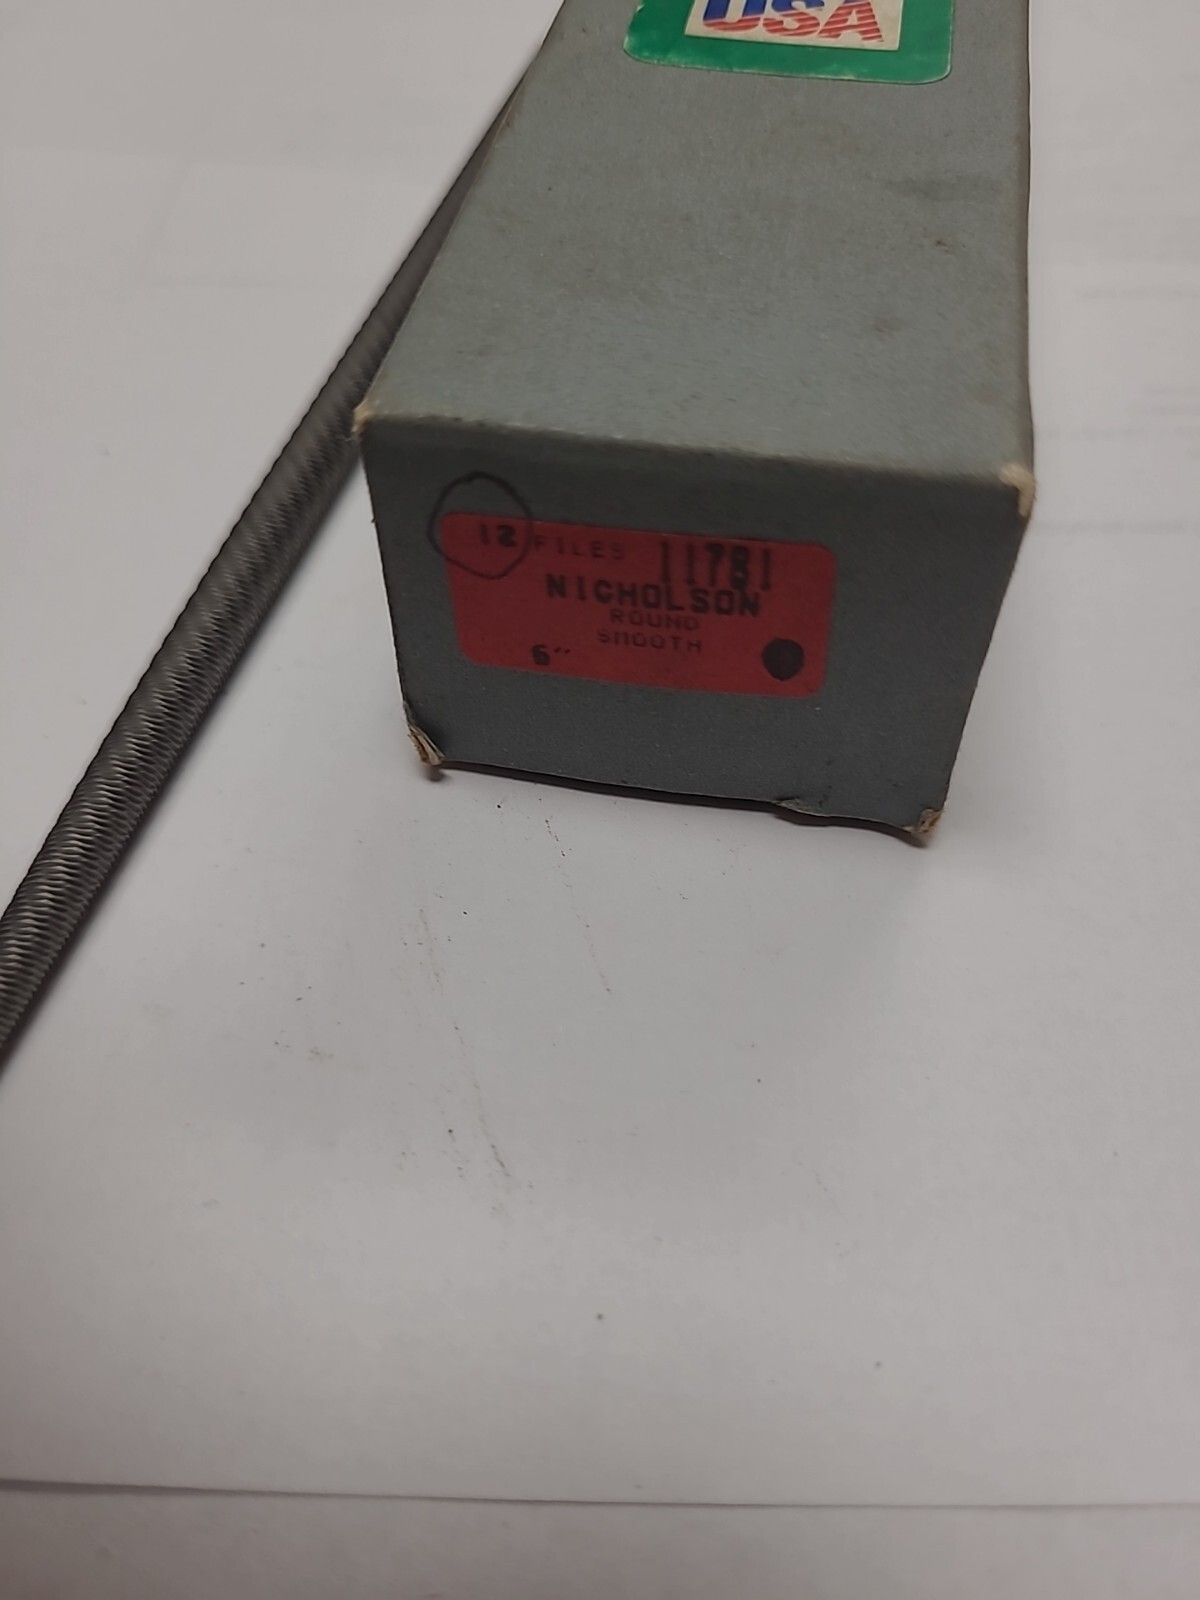 USA
12 FILES 11781
NICHOLSON
ROUND
SMOOTH
6"